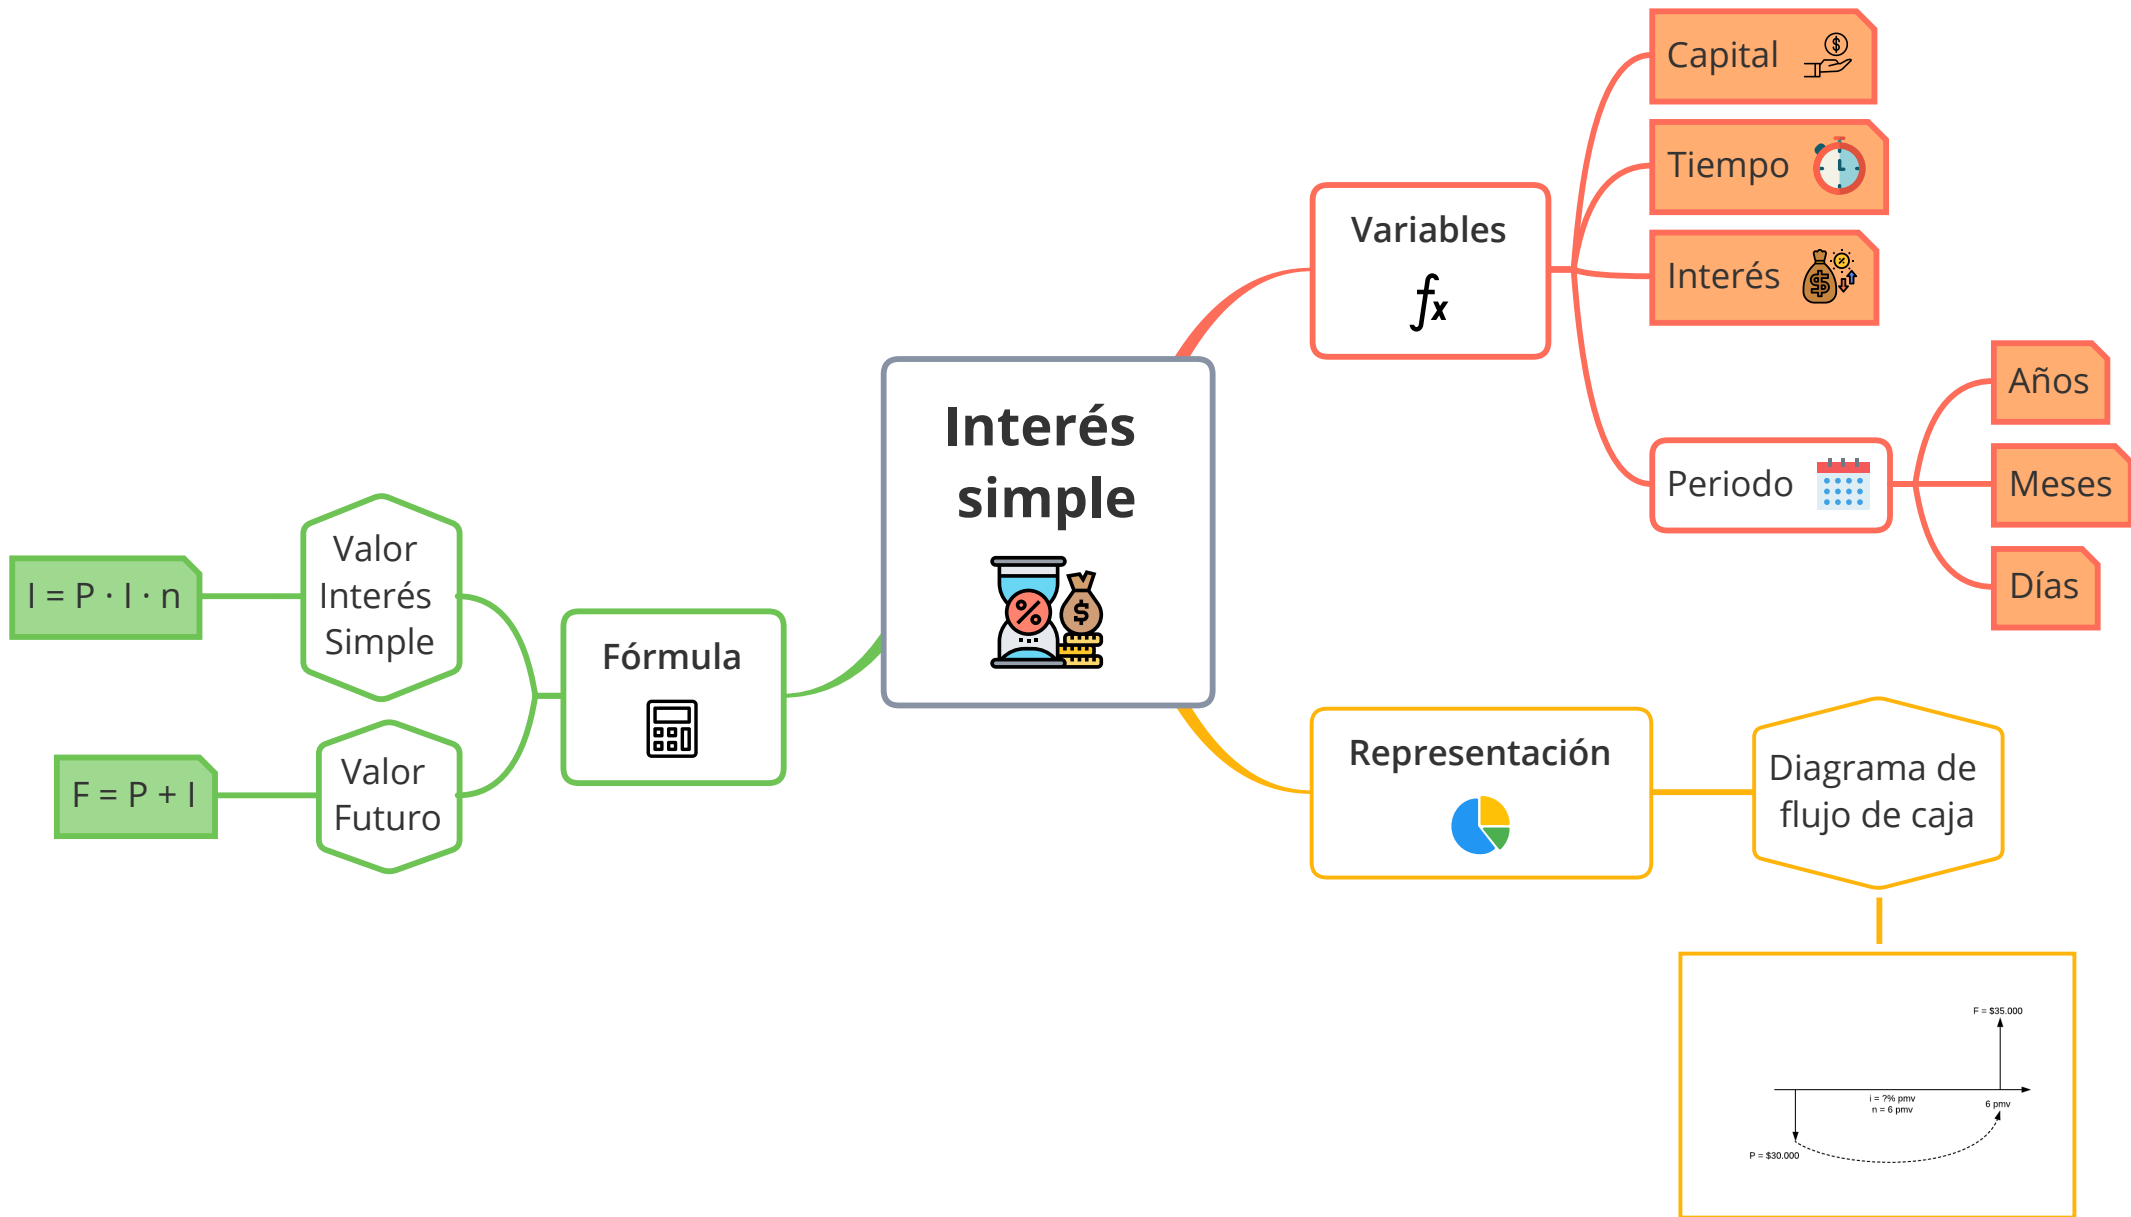 Interés
simple
Variables
fx
Capital
Tiempo
Interés
Periodo
Años
Meses
Días
Representación
Diagrama de
flujo de caja
F = $35.000
i = ?% pmv
n = 6 pmv
6 pmv
P = $30.000
Fórmula
Valor
Interés
Simple
I = P · I · n
Valor
Futuro
F = P + I